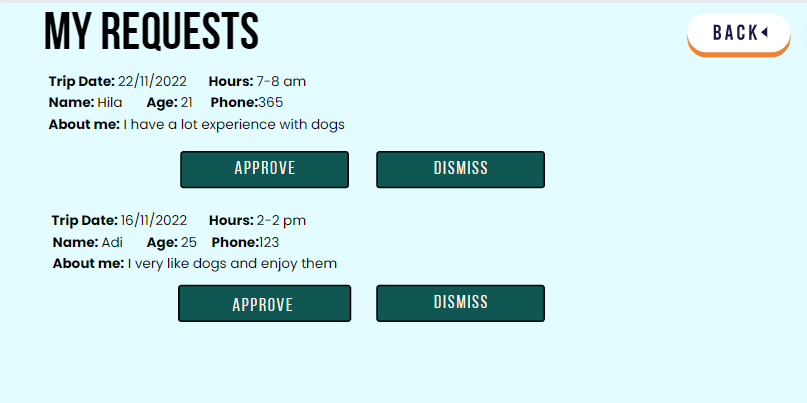 MY REQUESTS
BACK
Trip Date: 22/11/2022 Hours: 7-8 am
Name: Hila Age: 21 Phone:365
About me: I have a lot experience with dogs
APPROVE DISMISS
Trip Date: 16/11/2022 Hours: 2-2 pm
Name: Adi Age: 25 Phone:123
About me: I very like dogs and enjoy them
APPROVE DISMISS